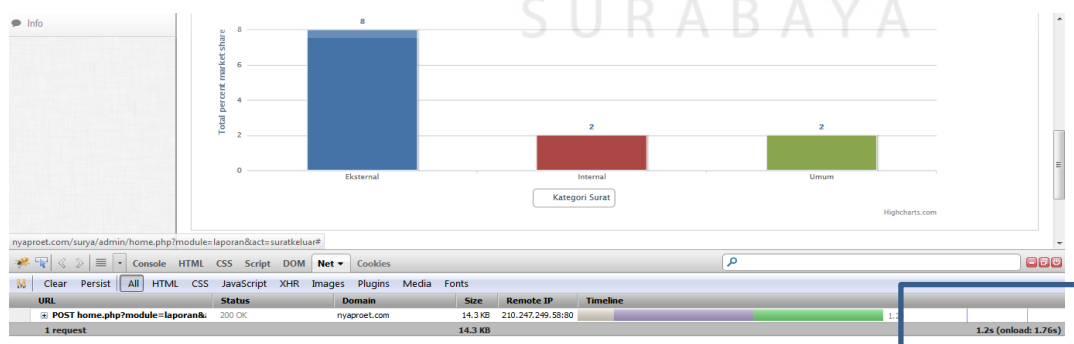 SURABAYA
Info
8
Total percent market share
8
6
4
2
0
2
2
Eksternal Internal Umum
Kategori Surat
Highcharts.com
nyaproet.com/surya/admin/home.php?module=laporan&act=suratkeluar#
Console HTML CSS Script DOM Net Cookies
Clear Persist All HTML CSS JavaScript XHR Images Plugins Media Fonts
URL Status Domain Size Remote IP Timeline
POST home.php?module=laporan& 200 OK nyaproet.com 14.3 KB 210.247.249.58:80
1 request 14.3 KB 1.2s (onload: 1.76s)